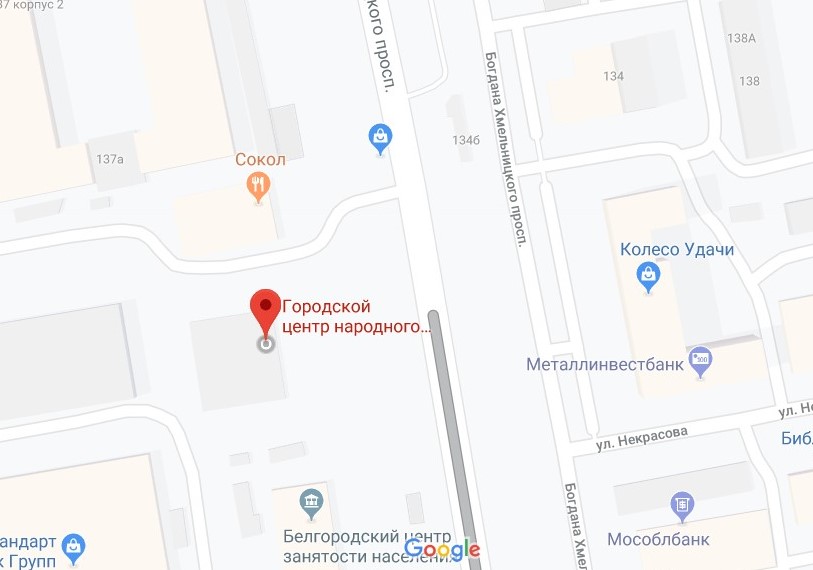 37 корпус 2
кого просп.
138А
138
134
134б
Богдана Хмельницкого просп.
137а
Сокол
Колесо Удачи
Городской
центр народного...
Металлинвестбанк
ул. Не
ул. Некрасова
Библ
Богдана Хме
Белгородский центр
занятости населения
Google
Мособлбанк
андарт
к Групп